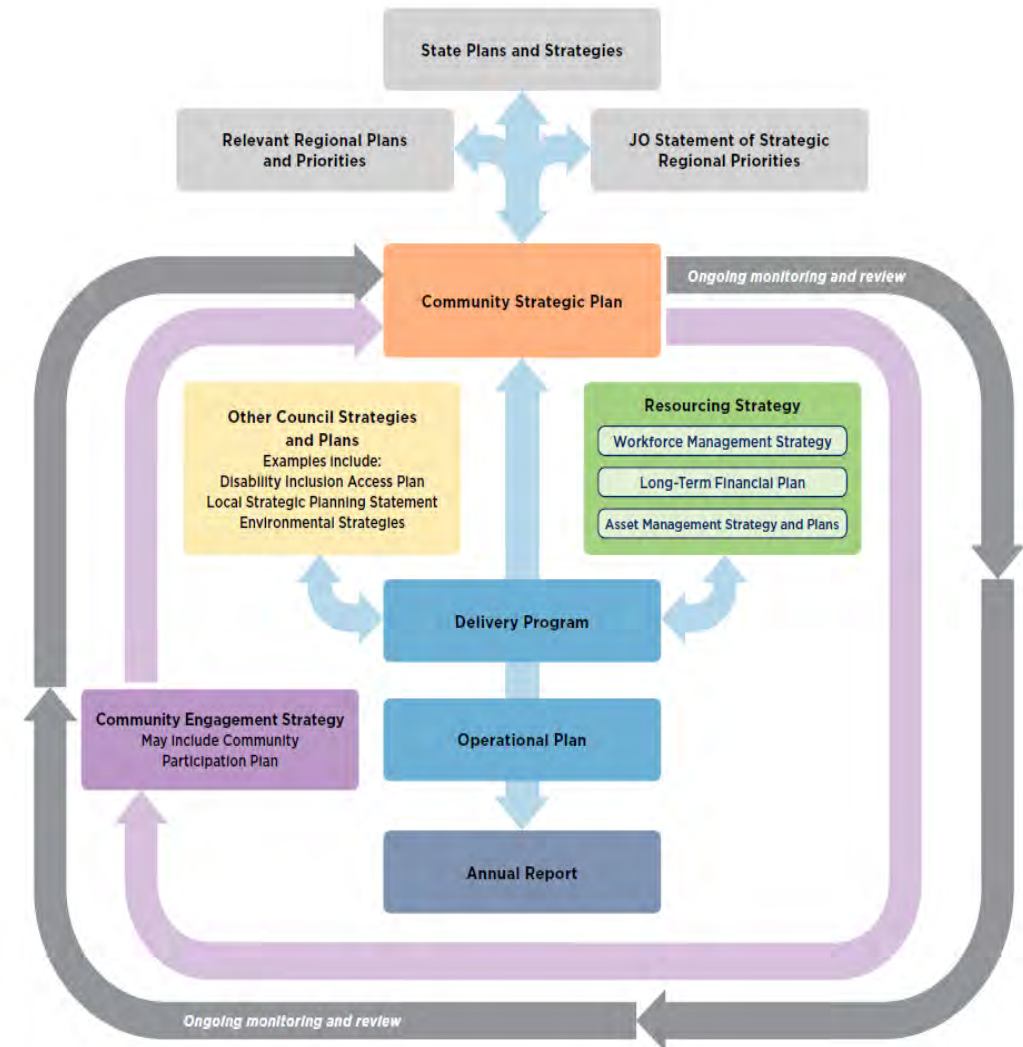 State Plans and Strategies
Relevant Regional Plans
and Priorities
JO Statement of Strategic
Regional Priorities
Community Strategic Plan
Ongoing monitoring and review
Other Council Strategies
and Plans
Examples include:
Disability Inclusion Access Plan
Local Strategic Planning Statement
Environmental Strategies
Resourcing Strategy
Workforce Management Strategy
Long-Term Financial Plan
Asset Management Strategy and Plans
Delivery Program
Community Engagement Strategy
May include Community
Participation Plan
Operational Plan
Annual Report
Ongoing monitoring and review